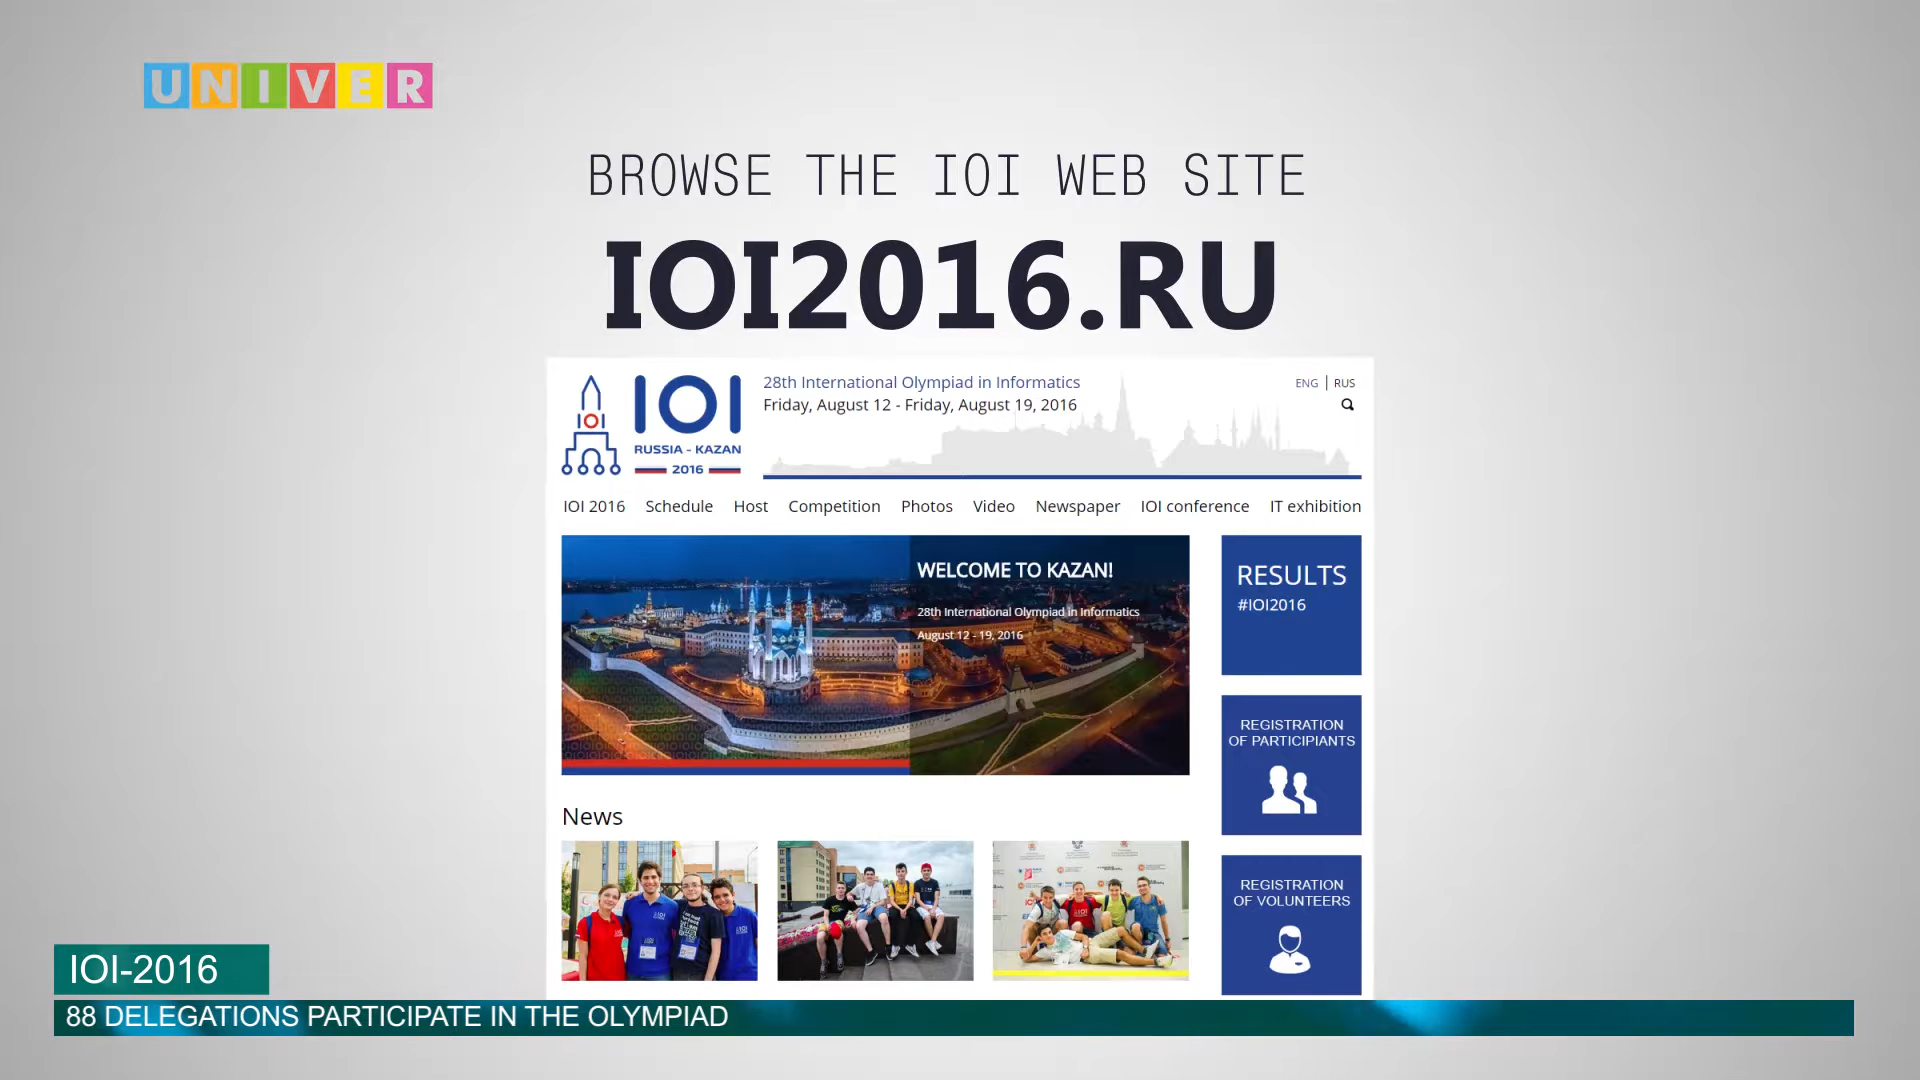 UNIVER
BROWSE THE IOI WEB SITE
IOI2016.RU
IOI
RUSSIA - KAZAN
2016
IOI
28th International Olympiad in Informatics
Friday, August 12 - Friday, August 19, 2016
ENG | RUS
IOI 2016 Schedule Host Competition Photos Video Newspaper IOI conference IT exhibition
WELCOME TO KAZAN!
28th International Olympiad in Informatics
August 12 - 19, 2016
RESULTS
#IOI2016
REGISTRATION
OF PARTICIPIANTS
REGISTRATION
OF VOLUNTEERS
News
IOI-2016
88 DELEGATIONS PARTICIPATE IN THE OLYMPIAD